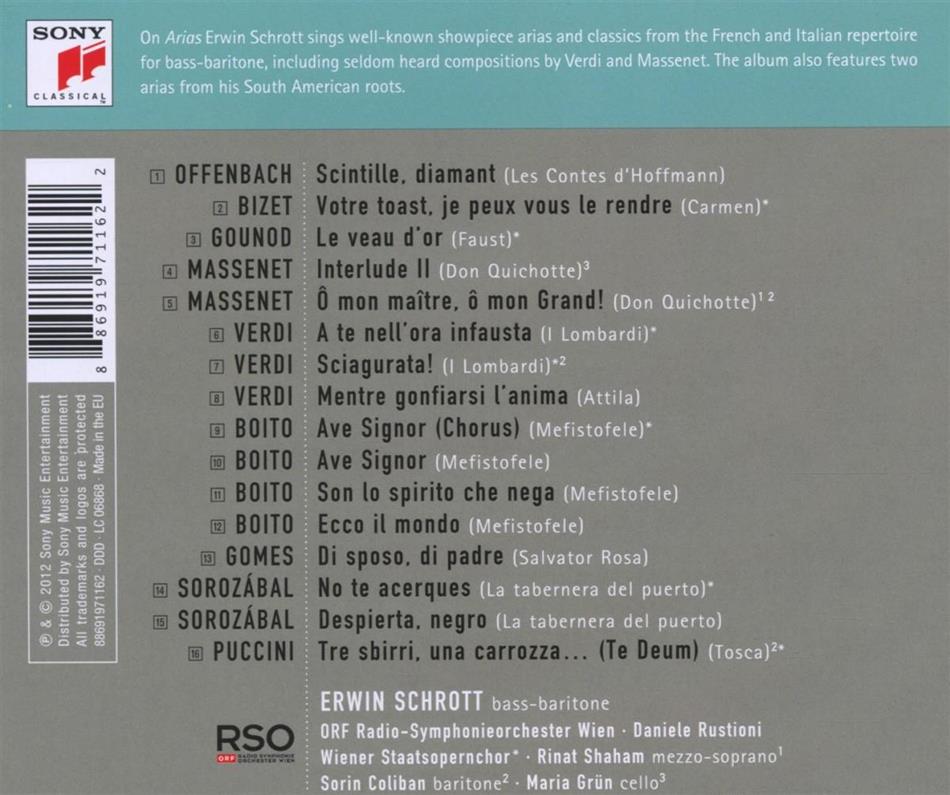 SONY
CLASSICAL™
On Arias Erwin Schrott sings well-known showpiece arias and classics from the French and Italian repertoire
for bass-baritone, including seldom heard compositions by Verdi and Massenet. The album also features two
arias from his South American roots.
1 OFFENBACH Scintille, diamant (Les Contes d'Hoffmann)
2 BIZET Votre toast, je peux vous le rendre (Carmen)*
3 GOUNOD Le veau d'or (Faust)*
4 MASSENET Interlude II (Don Quichotte)³
5 MASSENET Ô mon maître, ô mon Grand! (Don Quichotte)¹ ²
6 VERDI A te nell'ora infausta (I Lombardi)*
7 VERDI Sciagurata! (I Lombardi)*²
8 VERDI Mentre gonfiarsi l'anima (Attila)
9 BOITO Ave Signor (Chorus) (Mefistofele)*
10 BOITO Ave Signor (Mefistofele)
11 BOITO Son lo spirito che nega (Mefistofele)
12 BOITO Ecco il mondo (Mefistofele)
13 GOMES Di sposo, di padre (Salvator Rosa)
14 SOROZÁBAL No te acerques (La tabernera del puerto)*
15 SOROZÁBAL Despierta, negro (La tabernera del puerto)
16 PUCCINI Tre sbirri, una carrozza... (Te Deum) (Tosca)²*
ERWIN SCHROTT bass-baritone
ORF Radio-Symphonieorchester Wien · Daniele Rustioni
Wiener Staatsopernchor* · Rinat Shaham mezzo-soprano¹
Sorin Coliban baritone² · Maria Grün cello³
RSO
ORF RADIO SYMPHONIE
ORCHESTER WIEN
8 86919 71162 2
℗ & © 2012 Sony Music Entertainment
Distributed by Sony Music Entertainment
All trademarks and logos are protected
88691971162 · DDD · LC 06868 · Made in the EU